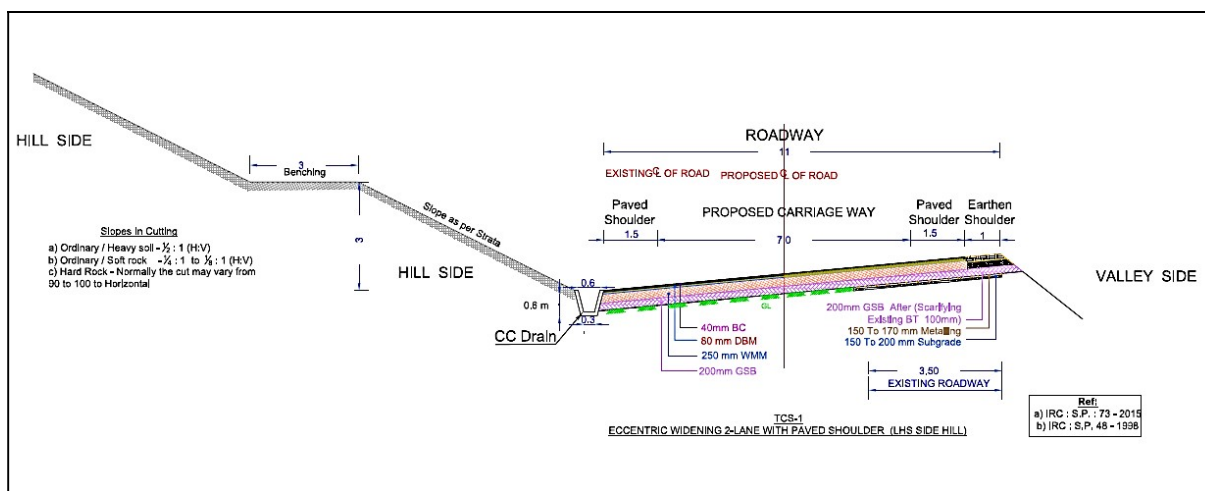 HILL SIDE
3
Benching
3
Slope as per Strata
HILL SIDE
Slopes in Cutting
a) Ordinary / Heavy soil - ½ : 1 (H:V)
b) Ordinary / Soft rock - ¼ : 1 to ⅛ : 1 (H:V)
c) Hard Rock - Normally the cut may vary from
90 to 100 to Horizontal
ROADWAY
11
EXISTING ℄ OF ROAD
PROPOSED ℄ OF ROAD
Paved
Shoulder
1.5
PROPOSED CARRIAGE WAY
7.0
Paved
Shoulder
1.5
Earthen
Shoulder
1
VALLEY SIDE
0.6
0.6 m
0.3
CC Drain
GL
40mm BC
80 mm DBM
250 mm WMM
200mm GSB
200mm GSB After (Scarifying
Existing BT 100mm)
150 To 170 mm Metalling
150 To 200 mm Subgrade
3.50
EXISTING ROADWAY
TCS-1
ECCENTRIC WIDENING 2-LANE WITH PAVED SHOULDER (LHS SIDE HILL)
Ref:
a) IRC : S.P. : 73 - 2015
b) IRC : S.P. 48 - 1998